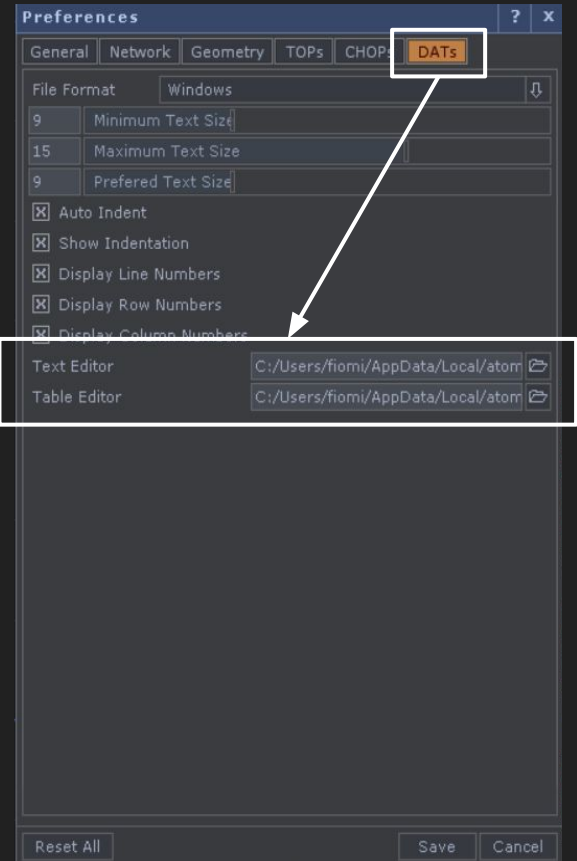 Preferences ? x
General Network Geometry TOPs CHOPs DATs
File Format Windows
9 Minimum Text Size
15 Maximum Text Size
9 Prefered Text Size
Auto Indent
Show Indentation
Display Line Numbers
Display Row Numbers
Display Column Numbers
Text Editor C:/Users/fiomi/AppData/Local/atom
Table Editor C:/Users/fiomi/AppData/Local/atom
Reset All Save Cancel